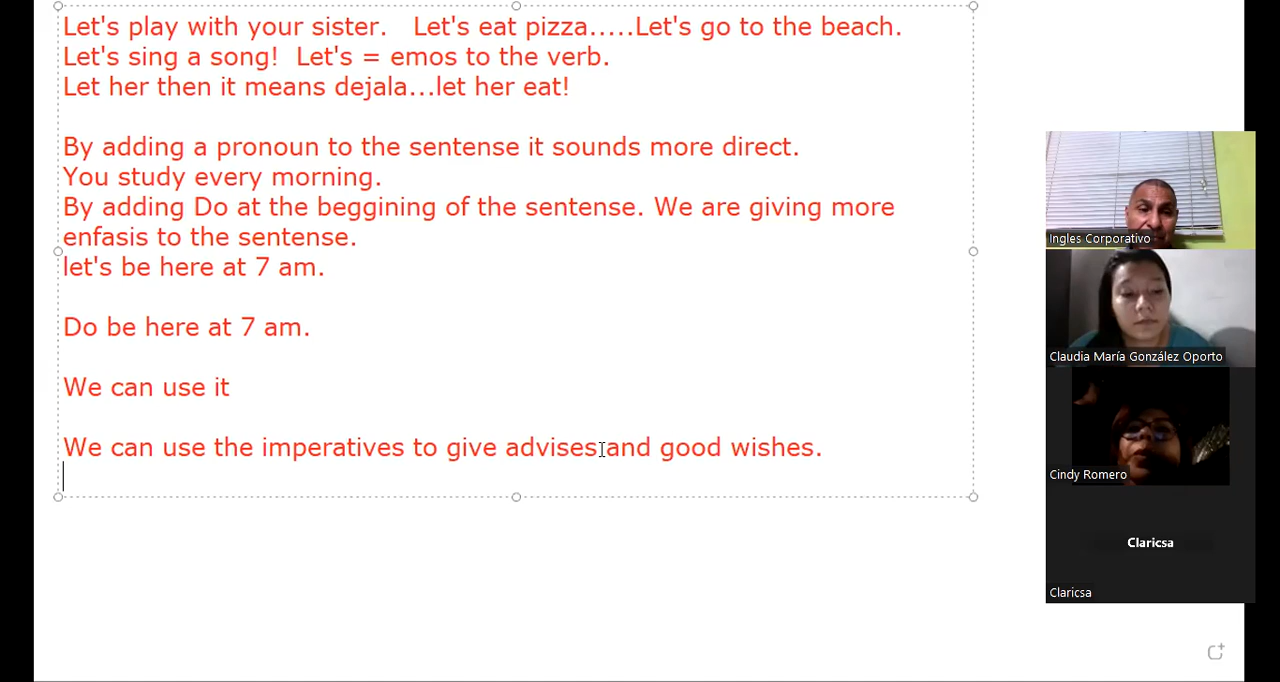 Let's play with your sister.   Let's eat pizza.....Let's go to the beach.
Let's sing a song!  Let's = emos to the verb.
Let her then it means dejala...let her eat!
By adding a pronoun to the sentense it sounds more direct.
You study every morning.
By adding Do at the beggining of the sentense. We are giving more
enfasis to the sentense.
let's be here at 7 am.
Do be here at 7 am.
We can use it
We can use the imperatives to give advises and good wishes.
Ingles Corporativo
Claudia María González Oporto
Cindy Romero
Claricsa
Claricsa